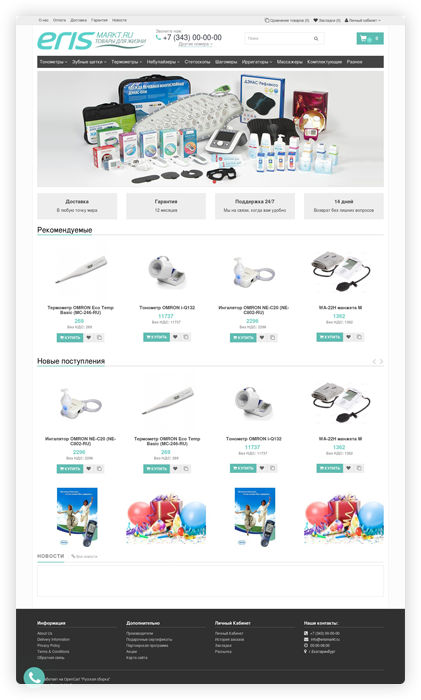 О нас Оплата Доставка Гарантия Новости
Сравнение товаров (0) Закладки (0) Личный кабинет
eris MARKT.RU
ТОВАРЫ ДЛЯ ЖИЗНИ
Звоните нам:
+7 (343) 00-00-00
Другие номера
Поиск
0
Тонометры Зубные щетки Термометры Небулайзеры Стетоскопы Шагомеры Ирригаторы Массажеры Комплектующие Разное
ДЭНАС Рефлексо
Доставка
В любую точку мира
Гарантия
12 месяцев
Поддержка 24/7
Мы на связи, когда вам удобно
14 дней
Возврат без лишних вопросов
Рекомендуемые
Термометр OMRON Eco Temp Basic (MC-246-RU)
269
Без НДС: 269
КУПИТЬ
Тонометр OMRON i-Q132
11737
Без НДС: 11737
КУПИТЬ
Ингалятор OMRON NE-C20 (NE-C802-RU)
2296
Без НДС: 2296
КУПИТЬ
WA-22H манжета M
1362
Без НДС: 1362
КУПИТЬ
Новые поступления
Ингалятор OMRON NE-C20 (NE-C802-RU)
2296
Без НДС: 2296
КУПИТЬ
Термометр OMRON Eco Temp Basic (MC-246-RU)
269
Без НДС: 269
КУПИТЬ
Тонометр OMRON i-Q132
11737
Без НДС: 11737
КУПИТЬ
WA-22H манжета M
1362
Без НДС: 1362
КУПИТЬ
НОВОСТИ
Все новости
Информация
About Us
Delivery Information
Privacy Policy
Terms & Conditions
Обратная связь
Дополнительно
Производители
Подарочные сертификаты
Партнерская программа
Акции
Карта сайта
Личный Кабинет
Личный Кабинет
История заказов
Закладки
Рассылка
Наши контакты:
+7 (343) 00-00-00
info@erismarkt.ru
00:00-00:00
г.Екатеринбург
ботает на OpenCart "Русская сборка"